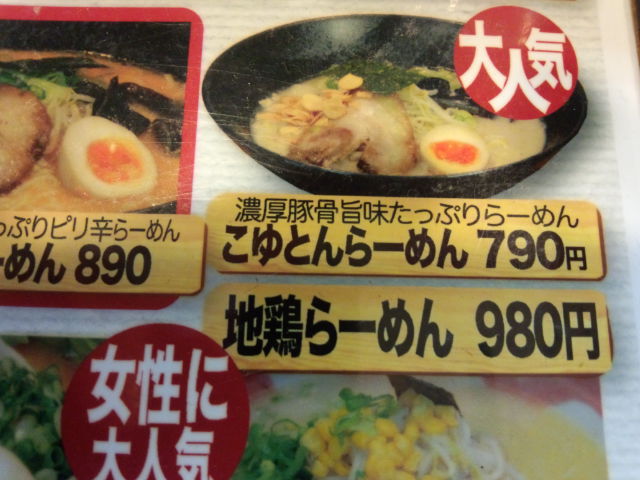 大人気
っぷりピリ辛らーめん
ーめん 890
濃厚豚骨旨味たっぷりらーめん
こゆとんらーめん 790円
地鶏らーめん 980円
女性に
大人気